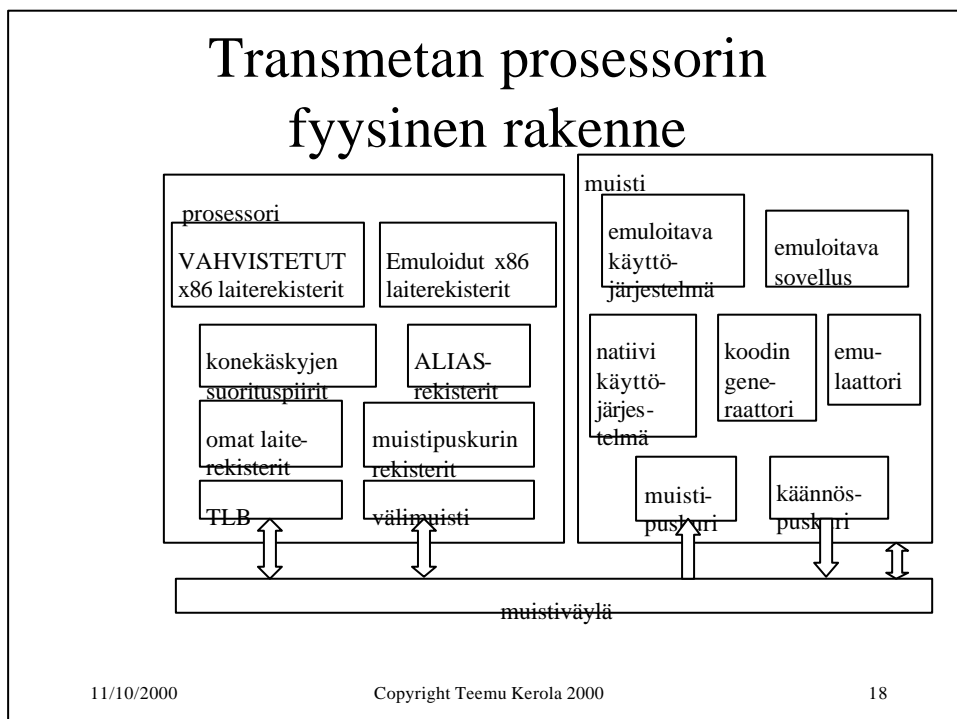 Transmetan prosessorin
fyysinen rakenne
prosessori
VAHVISTETUT
x86 laiterekisterit
Emuloidut x86
laiterekisterit
konekäskyjen
suorituspiirit
ALIAS-
rekisterit
omat laite-
rekisterit
muistipuskurin
rekisterit
TLB
välimuisti
muisti
emuloitava
käyttö-
järjestelmä
emuloitava
sovellus
natiivi
käyttö-
järjes-
telmä
koodin
gene-
raattori
emu-
laattori
muisti-
puskuri
käännös-
puskuri
muistiväylä
11/10/2000
Copyright Teemu Kerola 2000
18